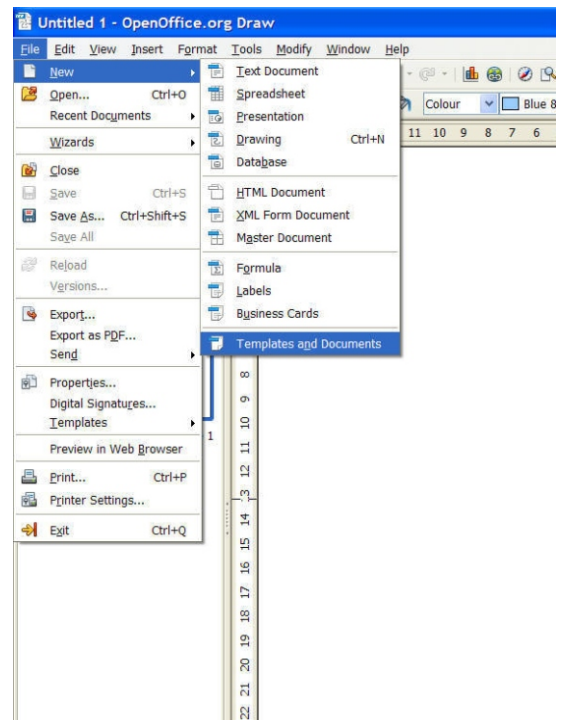 Untitled 1 - OpenOffice.org Draw
File Edit View Insert Format Tools Modify Window Help
New
Open... Ctrl+O
Recent Documents
Wizards
Close
Save Ctrl+S
Save As... Ctrl+Shift+S
Save All
Reload
Versions...
Export...
Export as PDF...
Send
Properties...
Digital Signatures...
Templates
Preview in Web Browser
Print... Ctrl+P
Printer Settings...
Exit Ctrl+Q
Text Document
Spreadsheet
Presentation
Drawing Ctrl+N
Database
HTML Document
XML Form Document
Master Document
Formula
Labels
Business Cards
Templates and Documents
Colour Blue 8
11 10 9 8 7 6
1
8
9
10
11
12
13
14
15
16
17
18
19
20
21
22